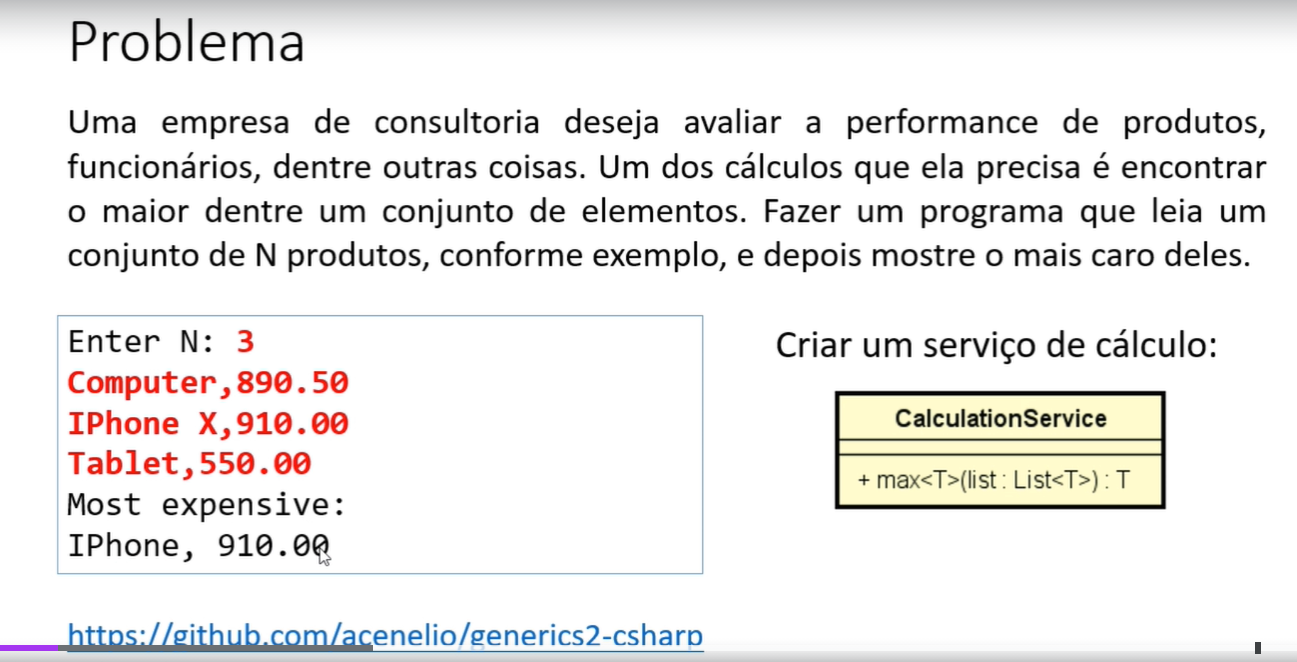 Problema
Uma empresa de consultoria deseja avaliar a performance de produtos,
funcionários, dentre outras coisas. Um dos cálculos que ela precisa é encontrar
o maior dentre um conjunto de elementos. Fazer um programa que leia um
conjunto de N produtos, conforme exemplo, e depois mostre o mais caro deles.
Enter N: 3
Computer,890.50
IPhone X,910.00
Tablet,550.00
Most expensive:
IPhone, 910.00
Criar um serviço de cálculo:
CalculationService
+ max<T>(list : List<T>) : T
https://github.com/acenelio/generics2-csharp